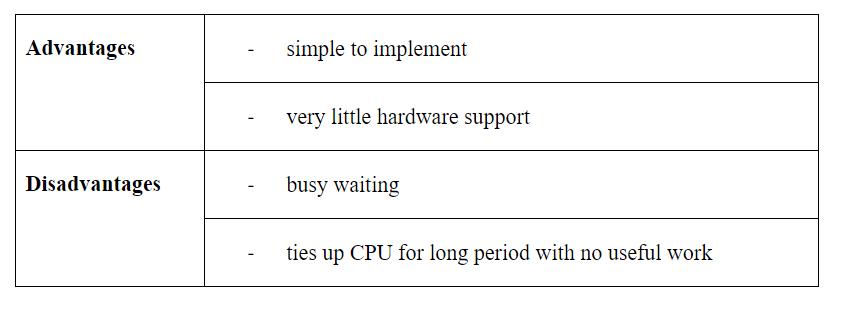 Advantages
- simple to implement
- very little hardware support
Disadvantages
- busy waiting
- ties up CPU for long period with no useful work